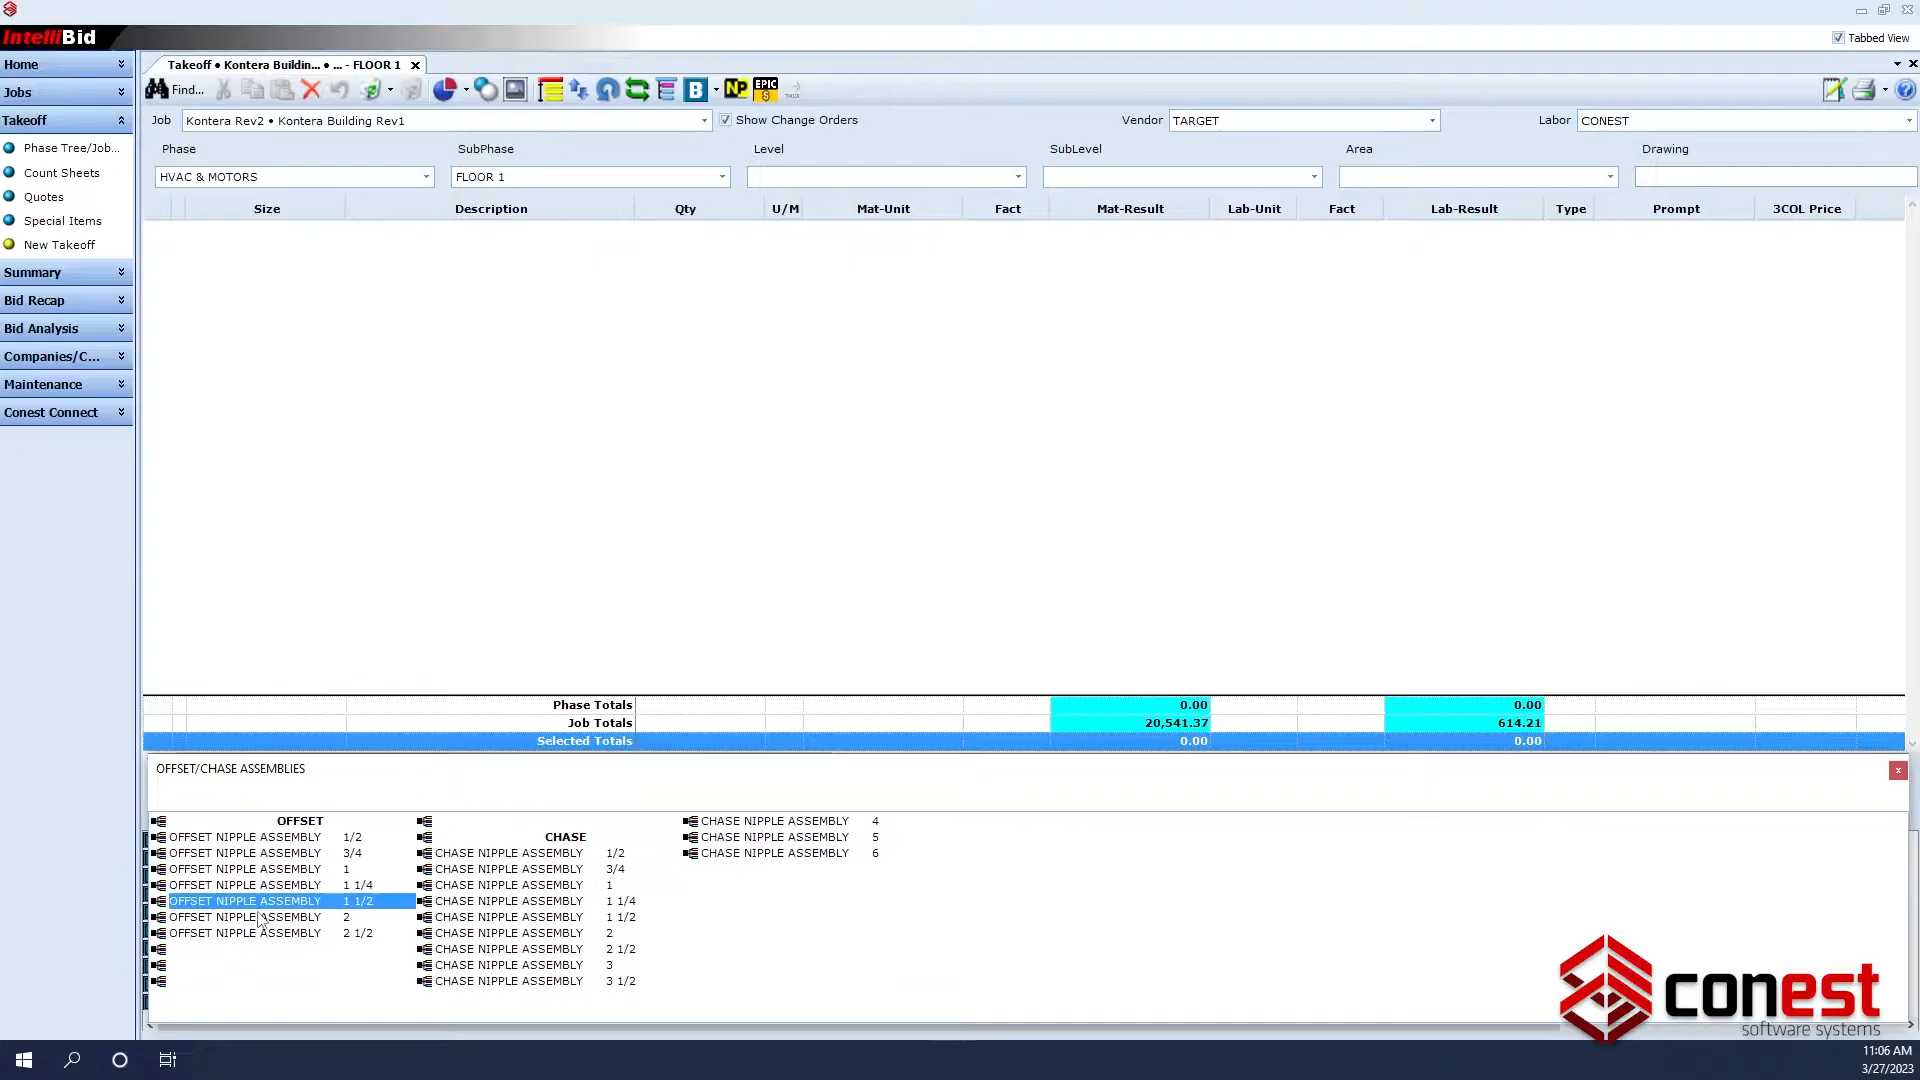 IntelliBid
Tabbed View
Home
Jobs
Takeoff
Phase Tree/Job...
Count Sheets
Quotes
Special Items
New Takeoff
Summary
Bid Recap
Bid Analysis
Companies/C...
Maintenance
Conest Connect
Takeoff • Kontera Buildin... • ... - FLOOR 1
Find...
B
NP
EPIC
$
Job Kontera Rev2 • Kontera Building Rev1 Show Change Orders Vendor TARGET Labor CONEST
Phase SubPhase Level SubLevel Area Drawing
HVAC & MOTORS FLOOR 1
Size Description Qty U/M Mat-Unit Fact Mat-Result Lab-Unit Fact Lab-Result Type Prompt 3COL Price
Phase Totals 0.00 0.00
Job Totals 20,541.37 614.21
Selected Totals 0.00 0.00
OFFSET/CHASE ASSEMBLIES
OFFSET
OFFSET NIPPLE ASSEMBLY 1/2
OFFSET NIPPLE ASSEMBLY 3/4
OFFSET NIPPLE ASSEMBLY 1
OFFSET NIPPLE ASSEMBLY 1 1/4
OFFSET NIPPLE ASSEMBLY 1 1/2
OFFSET NIPPLE ASSEMBLY 2
OFFSET NIPPLE ASSEMBLY 2 1/2
CHASE
CHASE NIPPLE ASSEMBLY 1/2
CHASE NIPPLE ASSEMBLY 3/4
CHASE NIPPLE ASSEMBLY 1
CHASE NIPPLE ASSEMBLY 1 1/4
CHASE NIPPLE ASSEMBLY 1 1/2
CHASE NIPPLE ASSEMBLY 2
CHASE NIPPLE ASSEMBLY 2 1/2
CHASE NIPPLE ASSEMBLY 3
CHASE NIPPLE ASSEMBLY 3 1/2
CHASE NIPPLE ASSEMBLY 4
CHASE NIPPLE ASSEMBLY 5
CHASE NIPPLE ASSEMBLY 6
conest
software systems
11:06 AM
3/27/2023